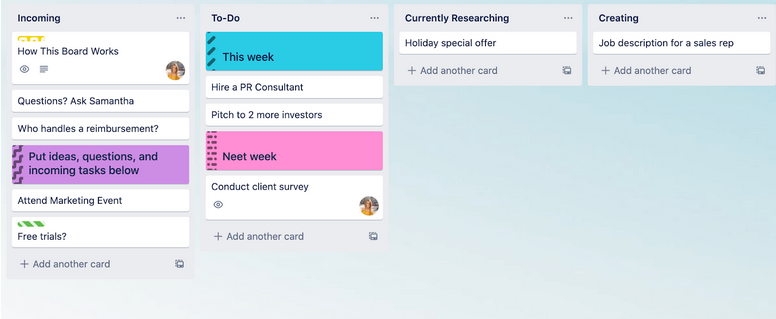 Incoming
How This Board Works
Questions? Ask Samantha
Who handles a reimbursement?
Put ideas, questions, and
incoming tasks below
Attend Marketing Event
Free trials?
+ Add another card
To-Do
This week
Hire a PR Consultant
Pitch to 2 more investors
Neet week
Conduct client survey
+ Add another card
Currently Researching
Holiday special offer
+ Add another card
Creating
Job description for a sales rep
+ Add another card